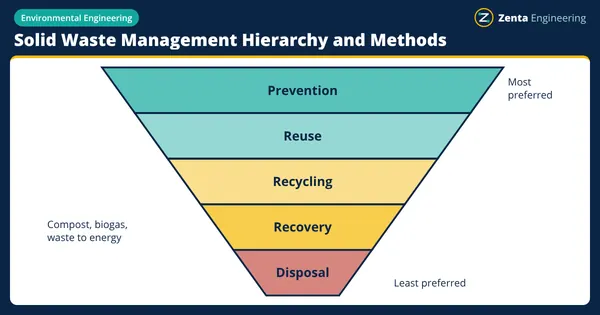 Environmental Engineering
Zenta Engineering
Solid Waste Management Hierarchy and Methods
Prevention
Most
preferred
Reuse
Recycling
Compost, biogas,
waste to energy
Recovery
Disposal
Least preferred